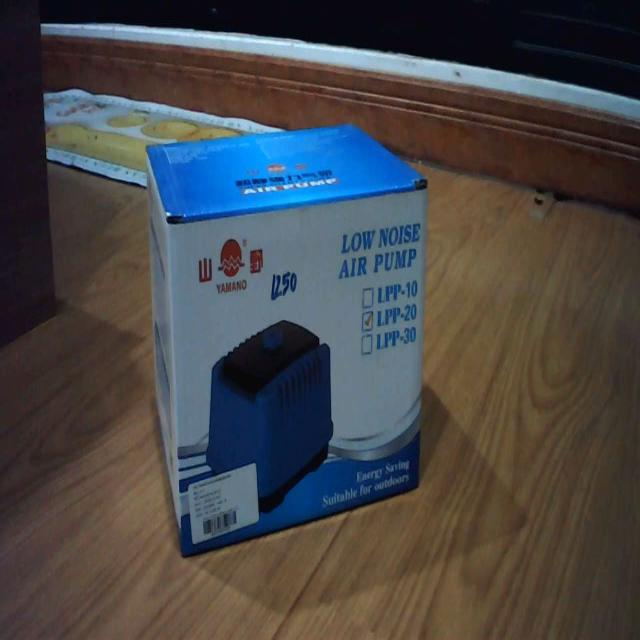 AIR PUMP
山
YAMANO
1250
LOW NOISE
AIR PUMP
LPP-10
LPP-20
LPP-30
Energy Saving
Suitable for outdoors